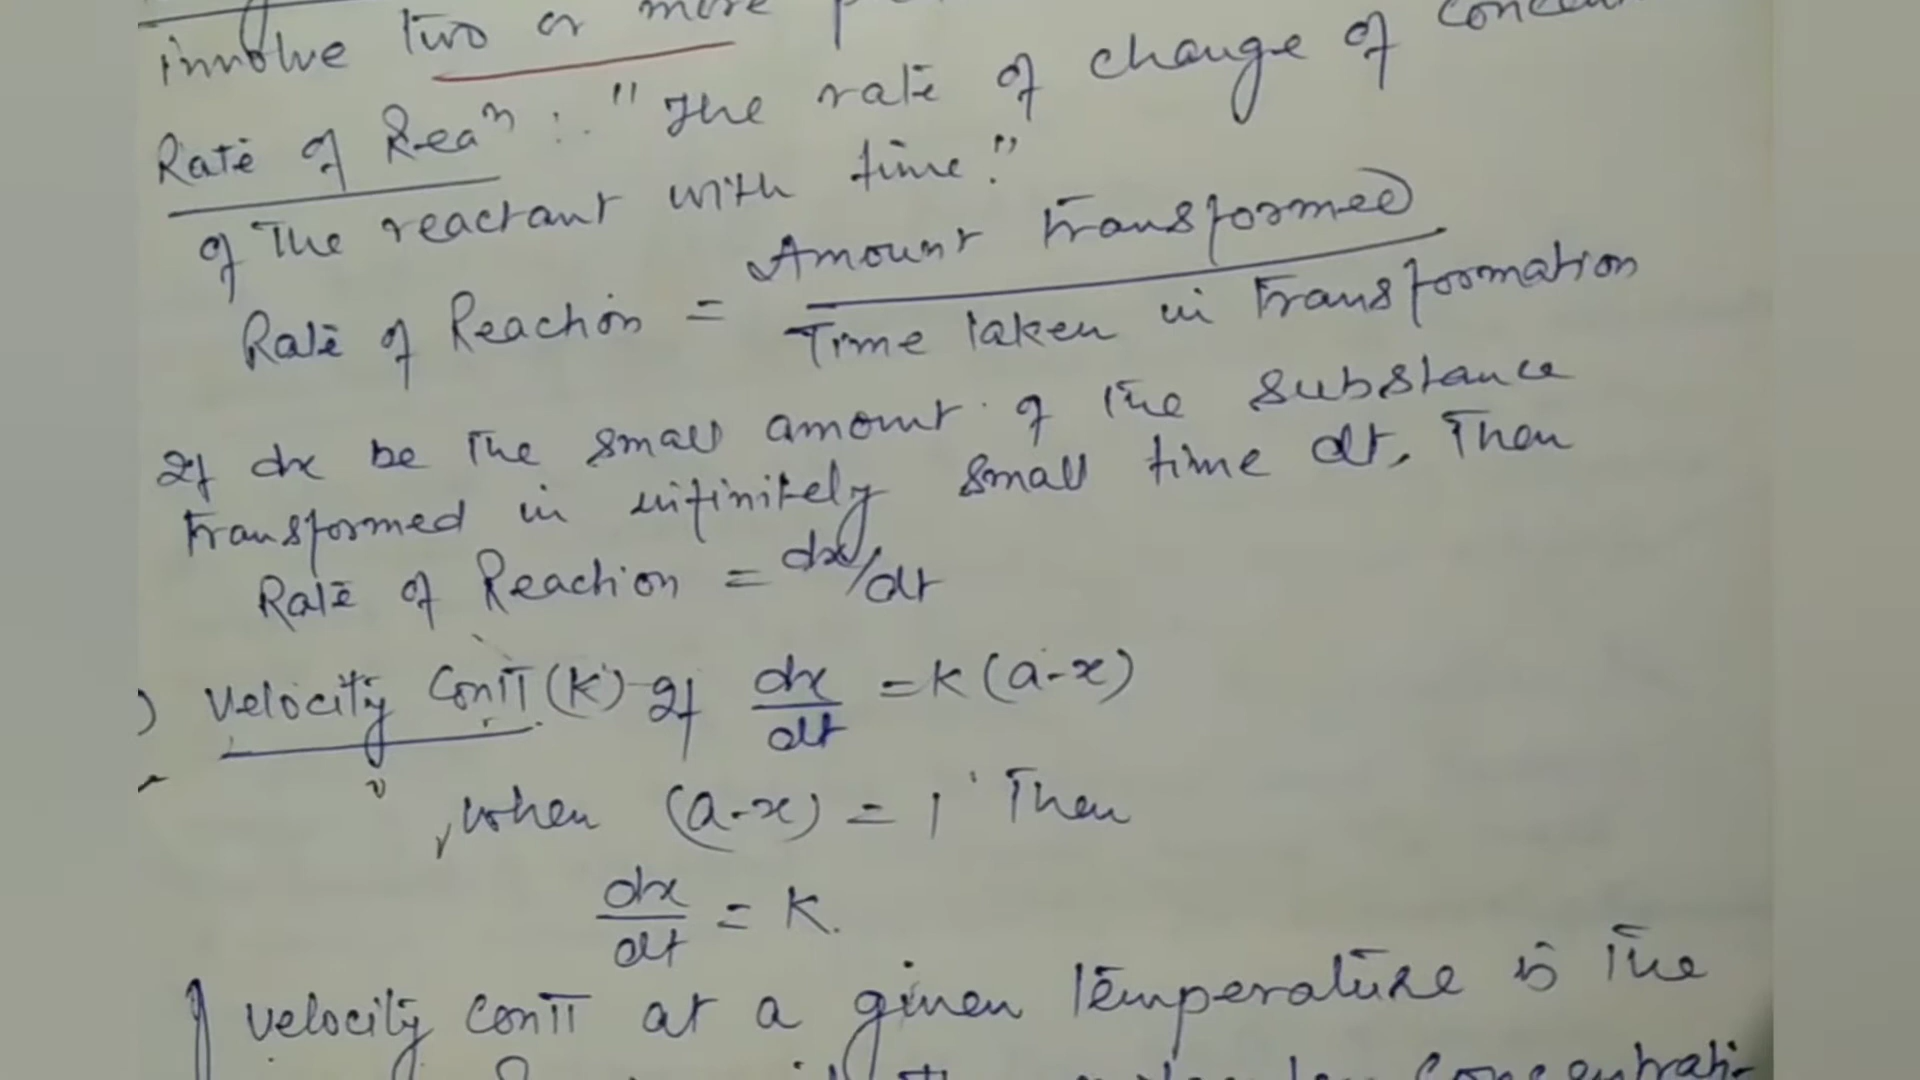 involve two or more
Rate of Reaⁿ :. "The rate of change of
of The reactant with time."
Rate of Reaction = Amount transformed
Time taken in transformation
If dx be the small amount of the substance
transformed in infinitely small time dt, Then
Rate of Reaction = dx/dt
) Velocity Conπ (K) If dx/dt = K (a-x)
, when (a-x) = 1 Then
dx/dt = K.
velocity conπ at a given temperature is the
concentrati-